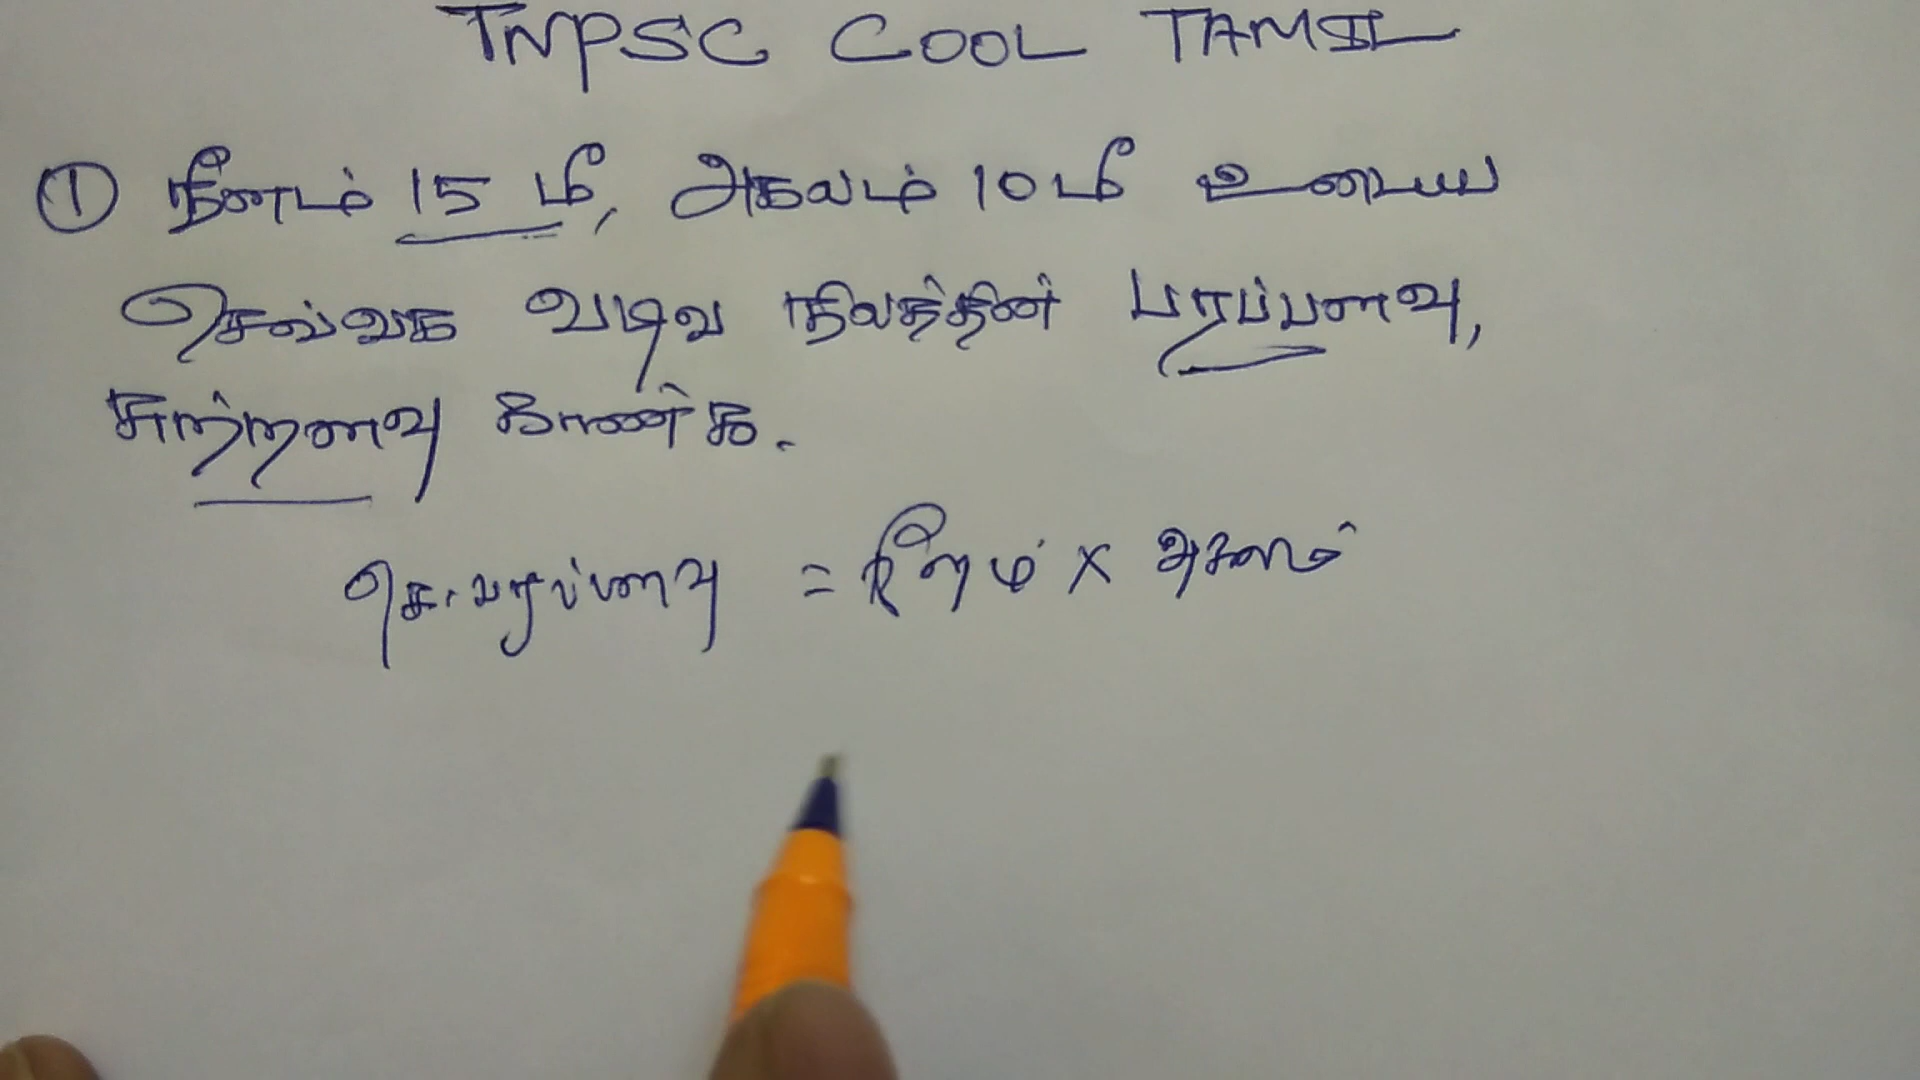 TNPSC COOL TAMIL
① நீளம் 15 மீ, அகலம் 10 மீ உடைய
செவ்வக வடிவ நிலத்தின் பரப்பளவு,
சுற்றளவு காண்க.
செ. பரப்பளவு = நீளம் × அகலம்